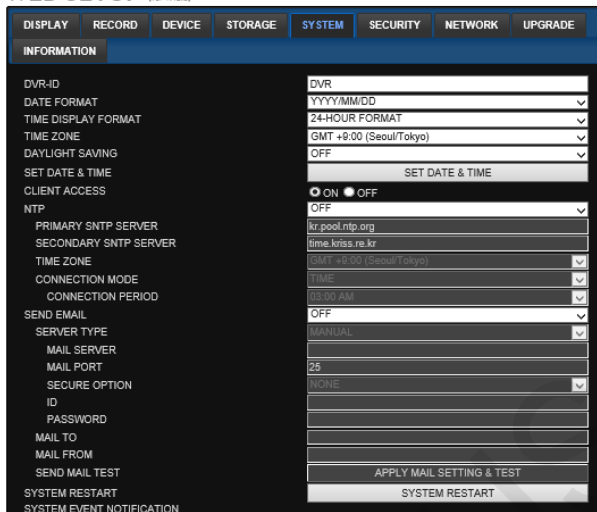 DISPLAY RECORD DEVICE STORAGE SYSTEM SECURITY NETWORK UPGRADE
INFORMATION
DVR-ID DVR
DATE FORMAT YYYY/MM/DD
TIME DISPLAY FORMAT 24-HOUR FORMAT
TIME ZONE GMT +9:00 (Seoul/Tokyo)
DAYLIGHT SAVING OFF
SET DATE & TIME SET DATE & TIME
CLIENT ACCESS ON OFF
NTP OFF
PRIMARY SNTP SERVER kr.pool.ntp.org
SECONDARY SNTP SERVER time.kriss.re.kr
TIME ZONE GMT +9:00 (Seoul/Tokyo)
CONNECTION MODE TIME
CONNECTION PERIOD 03:00 AM
SEND EMAIL OFF
SERVER TYPE MANUAL
MAIL SERVER
MAIL PORT 25
SECURE OPTION NONE
ID
PASSWORD
MAIL TO
MAIL FROM
SEND MAIL TEST APPLY MAIL SETTING & TEST
SYSTEM RESTART SYSTEM RESTART
SYSTEM EVENT NOTIFICATION